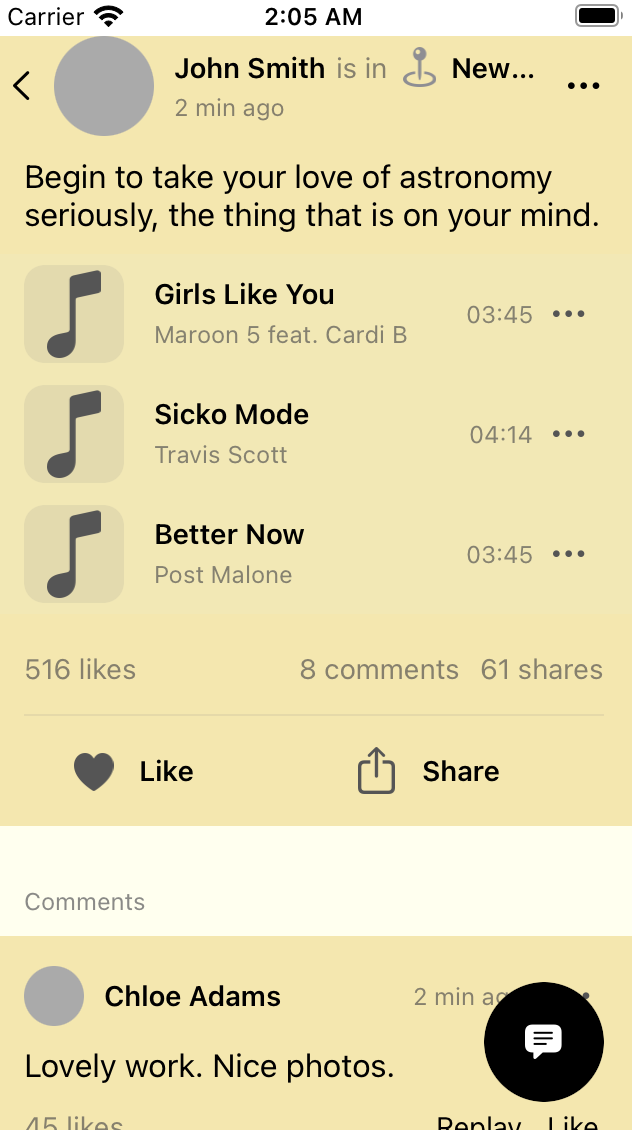 Carrier 2:05 AM
John Smith is in New...
2 min ago
Begin to take your love of astronomy
seriously, the thing that is on your mind.
Girls Like You
Maroon 5 feat. Cardi B
03:45
Sicko Mode
Travis Scott
04:14
Better Now
Post Malone
03:45
516 likes 8 comments 61 shares
Like Share
Comments
Chloe Adams 2 min
Lovely work. Nice photos.
45 likes Replay Like